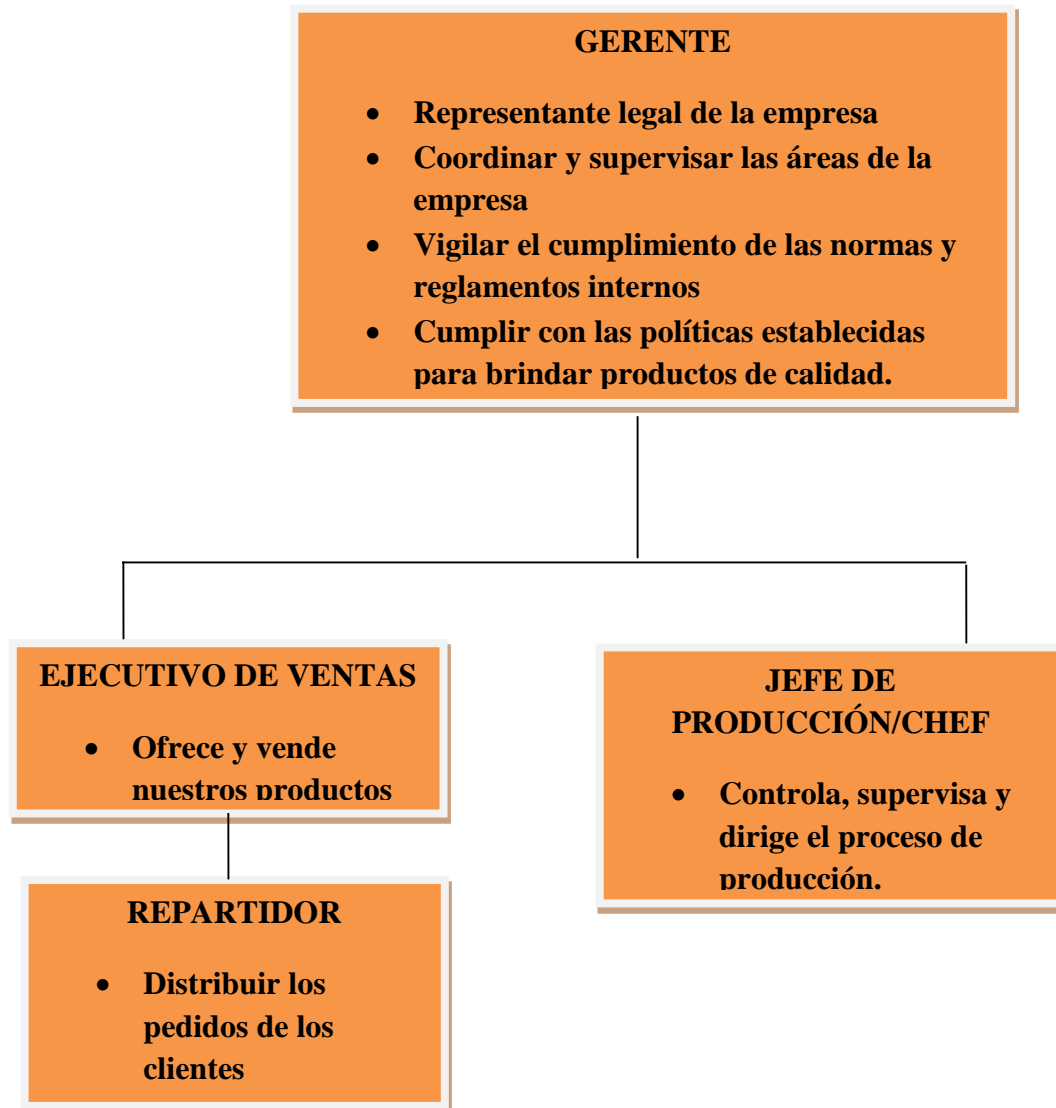 GERENTE
• Representante legal de la empresa
• Coordinar y supervisar las áreas de la
empresa
• Vigilar el cumplimiento de las normas y
reglamentos internos
• Cumplir con las políticas establecidas
para brindar productos de calidad.
EJECUTIVO DE VENTAS
• Ofrece y vende
nuestros productos
JEFE DE
PRODUCCIÓN/CHEF
• Controla, supervisa y
dirige el proceso de
producción.
REPARTIDOR
• Distribuir los
pedidos de los
clientes